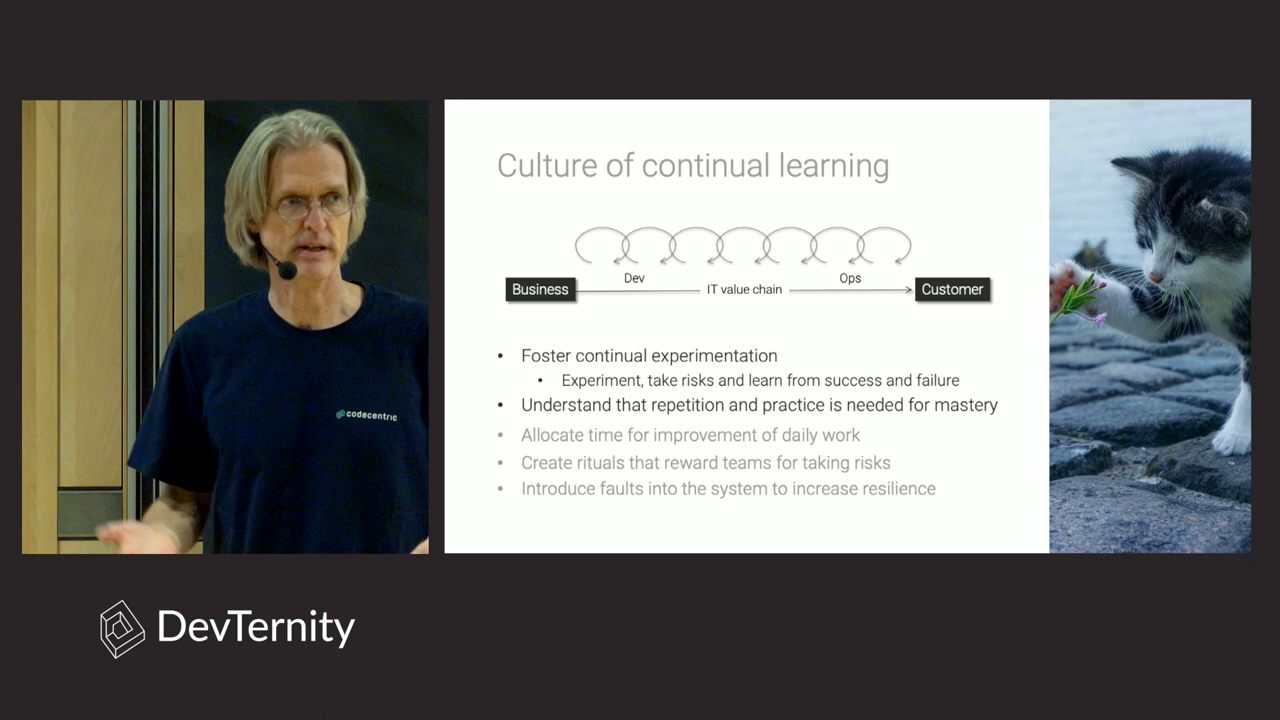 codecentric
Culture of continual learning
Dev
Ops
Business
IT value chain
Customer
• Foster continual experimentation
• Experiment, take risks and learn from success and failure
• Understand that repetition and practice is needed for mastery
• Allocate time for improvement of daily work
• Create rituals that reward teams for taking risks
• Introduce faults into the system to increase resilience
DevTernity